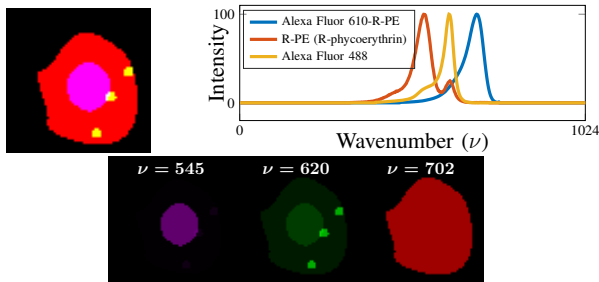 100
Intensity
0
Alexa Fluor 610-R-PE
R-PE (R-phycoerythrin)
Alexa Fluor 488
0
1024
Wavenumber (ν)
ν = 545
ν = 620
ν = 702